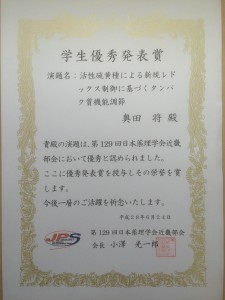 学生優秀発表賞
演題名：活性硫黄種による新規レド
ックス制御に基づくタンパ
ク質機能調節
奥田 将 殿
貴殿の演題は、第129回日本薬理学会近畿
部会において優秀と認められました。
ここに優秀発表賞を授与しその栄誉を賞
します。
今後一層のご活躍を祈念いたします。
平成28年6月24日
JPS
第129回日本薬理学会近畿部会
会長 小澤 光一郎